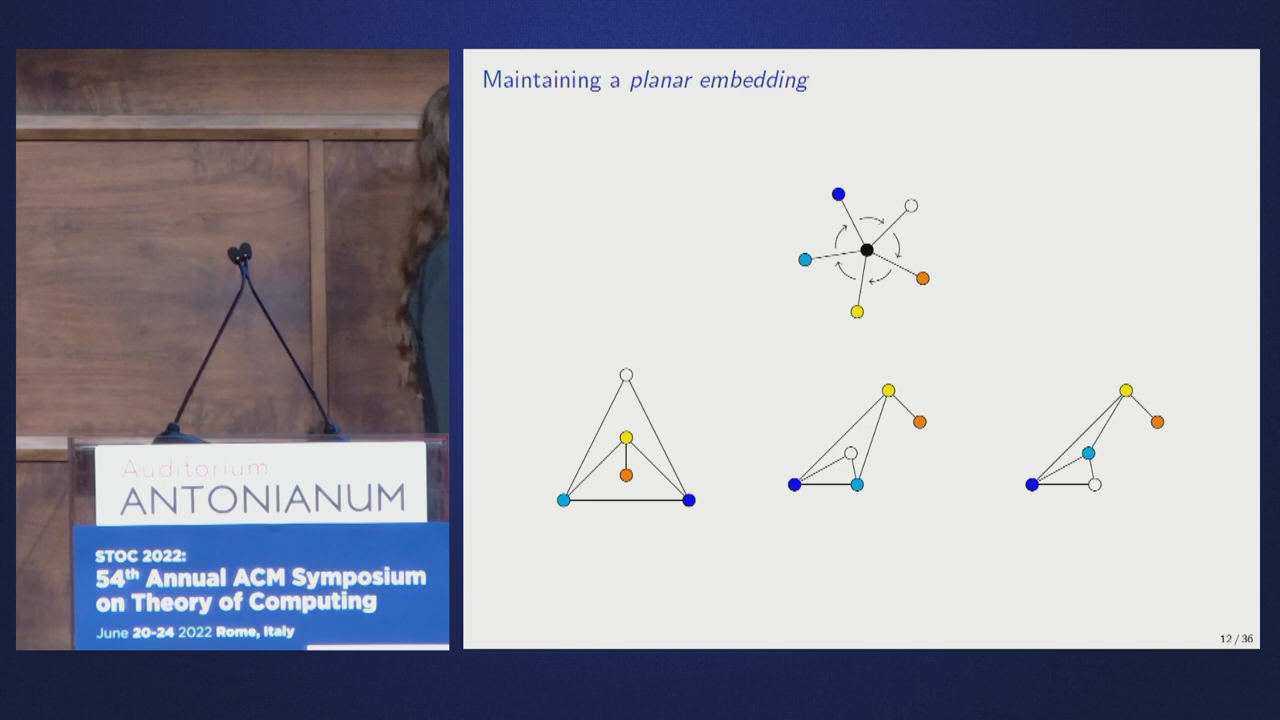 Maintaining a planar embedding
Auditorium
ANTONIANUM
STOC 2022:
54th Annual ACM Symposium
on Theory of Computing
June 20-24 2022 Rome, Italy
12 / 36